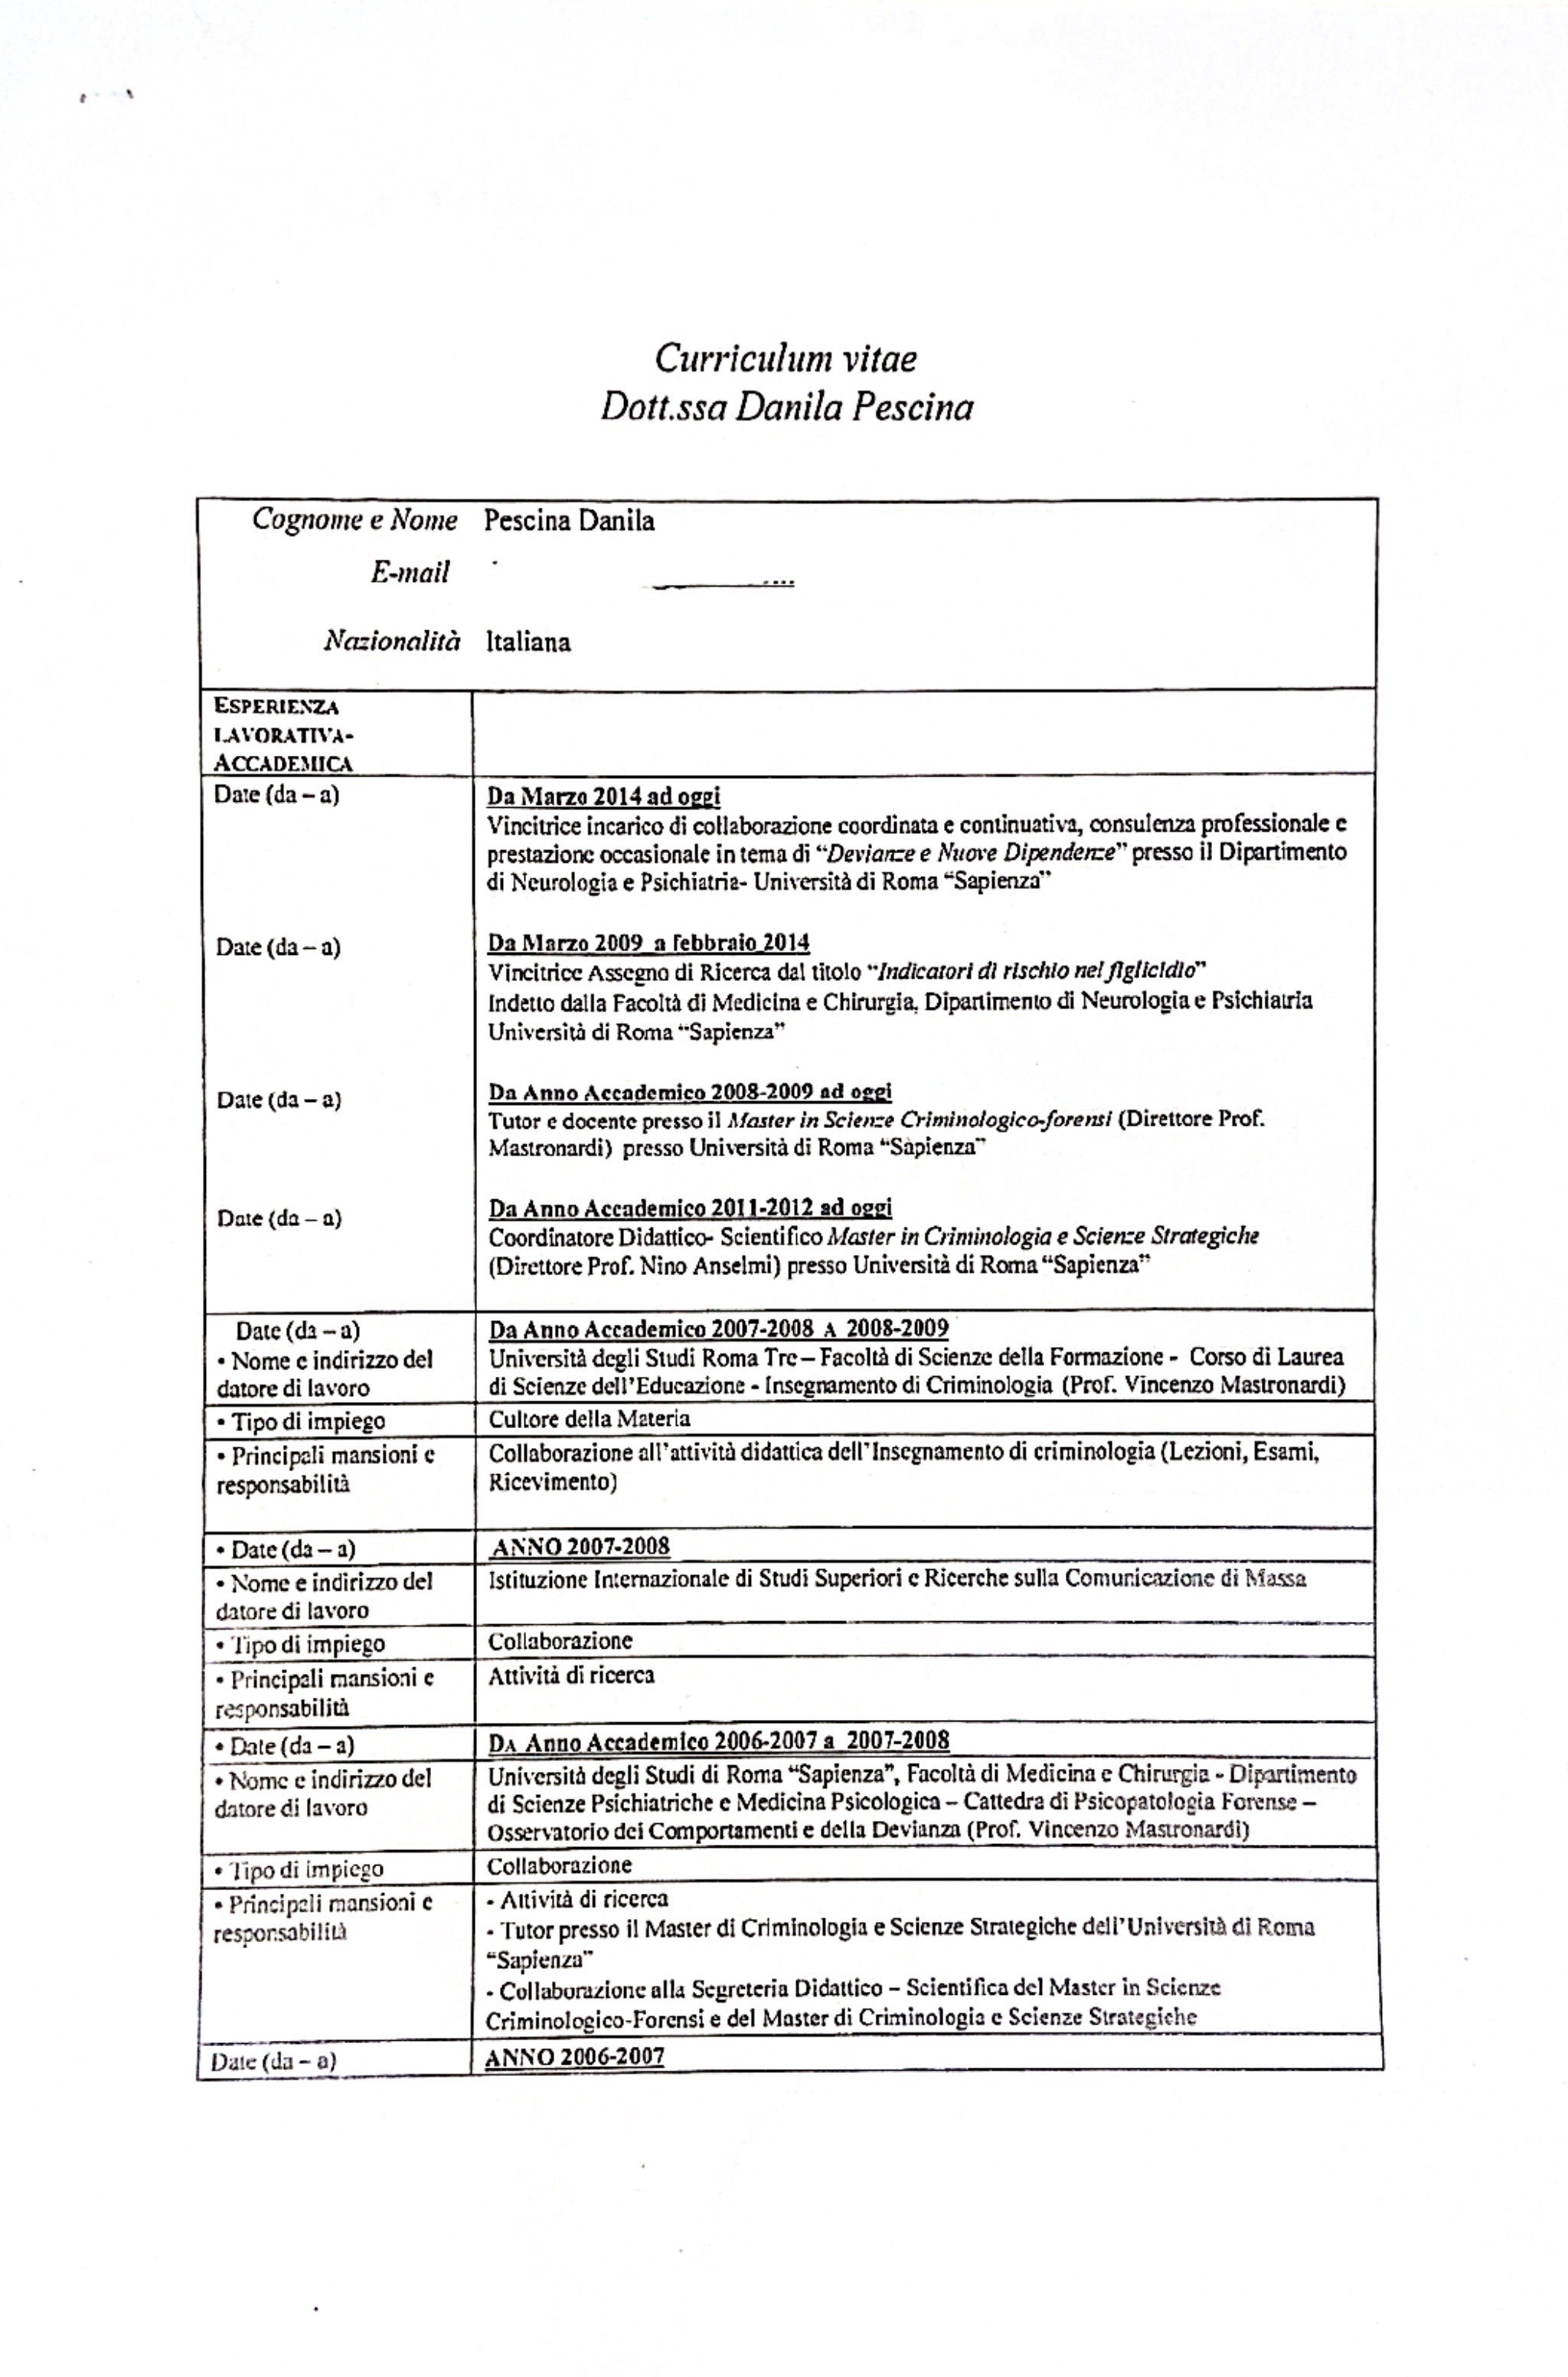 Curriculum vitae
Dott.ssa Danila Pescina
Cognome e Nome Pescina Danila
E-mail
Nazionalità Italiana
ESPERIENZA
LAVORATIVA-
ACCADEMICA
Date (da – a) Da Marzo 2014 ad oggi
Vincitrice incarico di collaborazione coordinata e continuativa, consulenza professionale e
prestazione occasionale in tema di “Devianze e Nuove Dipendenze” presso il Dipartimento
di Neurologia e Psichiatria- Università di Roma “Sapienza”
Date (da – a) Da Marzo 2009 a febbraio 2014
Vincitrice Assegno di Ricerca dal titolo “Indicatori di rischio nel figlicidio”
Indetto dalla Facoltà di Medicina e Chirurgia, Dipartimento di Neurologia e Psichiatria
Università di Roma “Sapienza”
Date (da – a) Da Anno Accademico 2008-2009 ad oggi
Tutor e docente presso il Master in Scienze Criminologico-forensi (Direttore Prof.
Mastronardi) presso Università di Roma “Sapienza”
Date (da – a) Da Anno Accademico 2011-2012 ad oggi
Coordinatore Didattico- Scientifico Master in Criminologia e Scienze Strategiche
(Direttore Prof. Nino Anselmi) presso Università di Roma “Sapienza”
Date (da – a) Da Anno Accademico 2007-2008 A 2008-2009
• Nome e indirizzo del Università degli Studi Roma Tre – Facoltà di Scienze della Formazione - Corso di Laurea
datore di lavoro di Scienze dell’Educazione - Insegnamento di Criminologia (Prof. Vincenzo Mastronardi)
• Tipo di impiego Cultore della Materia
• Principali mansioni e Collaborazione all’attività didattica dell’Insegnamento di criminologia (Lezioni, Esami,
responsabilità Ricevimento)
• Date (da – a) ANNO 2007-2008
• Nome e indirizzo del Istituzione Internazionale di Studi Superiori e Ricerche sulla Comunicazione di Massa
datore di lavoro
• Tipo di impiego Collaborazione
• Principali mansioni e Attività di ricerca
responsabilità
• Date (da – a) DA Anno Accademico 2006-2007 a 2007-2008
• Nome e indirizzo del Università degli Studi di Roma “Sapienza”, Facoltà di Medicina e Chirurgia - Dipartimento
datore di lavoro di Scienze Psichiatriche e Medicina Psicologica – Cattedra di Psicopatologia Forense –
Osservatorio dei Comportamenti e della Devianza (Prof. Vincenzo Mastronardi)
• Tipo di impiego Collaborazione
• Principali mansioni e - Attività di ricerca
responsabilità - Tutor presso il Master di Criminologia e Scienze Strategiche dell’Università di Roma
“Sapienza”
- Collaborazione alla Segreteria Didattico – Scientifica del Master in Scienze
Criminologico-Forensi e del Master di Criminologia e Scienze Strategiche
Date (da – a) ANNO 2006-2007